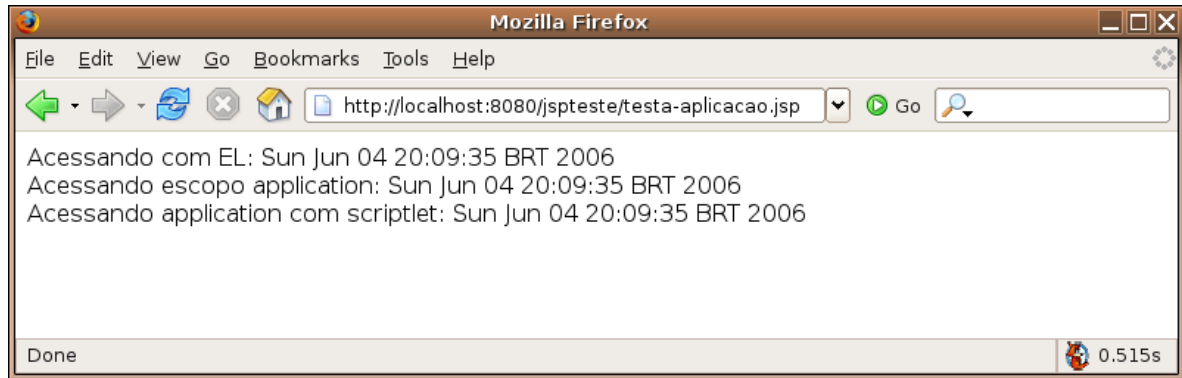 Mozilla Firefox
File Edit View Go Bookmarks Tools Help
http://localhost:8080/jspteste/testa-aplicacao.jsp Go
Acessando com EL: Sun Jun 04 20:09:35 BRT 2006
Acessando escopo application: Sun Jun 04 20:09:35 BRT 2006
Acessando application com scriptlet: Sun Jun 04 20:09:35 BRT 2006
Done 0.515s